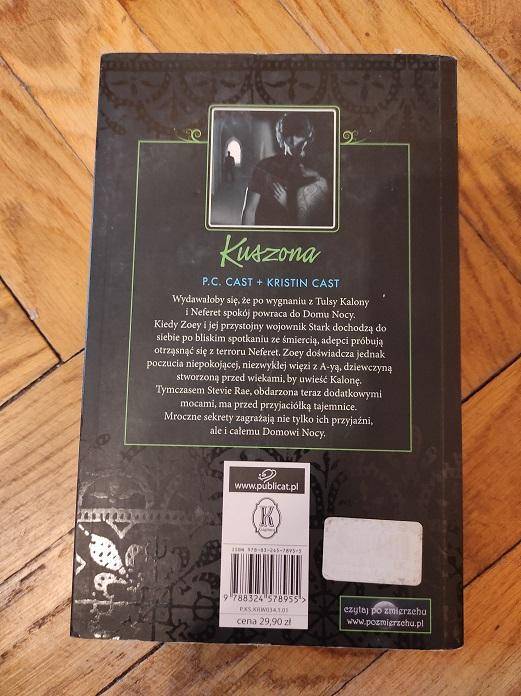 Kuszona
P.C. CAST + KRISTIN CAST
Wydawałoby się, że po wygnaniu z Tulsy Kalony
i Neferet spokój powraca do Domu Nocy.
Kiedy Zoey i jej przystojny wojownik Stark dochodzą do
siebie po bliskim spotkaniu ze śmiercią, adepci próbują
otrząsnąć się z terroru Neferet. Zoey doświadcza jednak
poczucia niepokojącej, niezwykłej więzi z A-yą, dziewczyną
stworzoną przed wiekami, by uwieść Kalonę.
Tymczasem Stevie Rae, obdarzona teraz dodatkowymi
mocami, ma przed przyjaciółką tajemnice.
Mroczne sekrety zagrażają nie tylko ich przyjaźni,
ale i całemu Domowi Nocy.
www.publicat.pl
K
ISBN 978-83-245-7895-5
9 788324 578955 >
P.KS.KRW034.1.01
cena 29,90 zł
czytaj po zmierzchu
www.pozmierzchu.pl